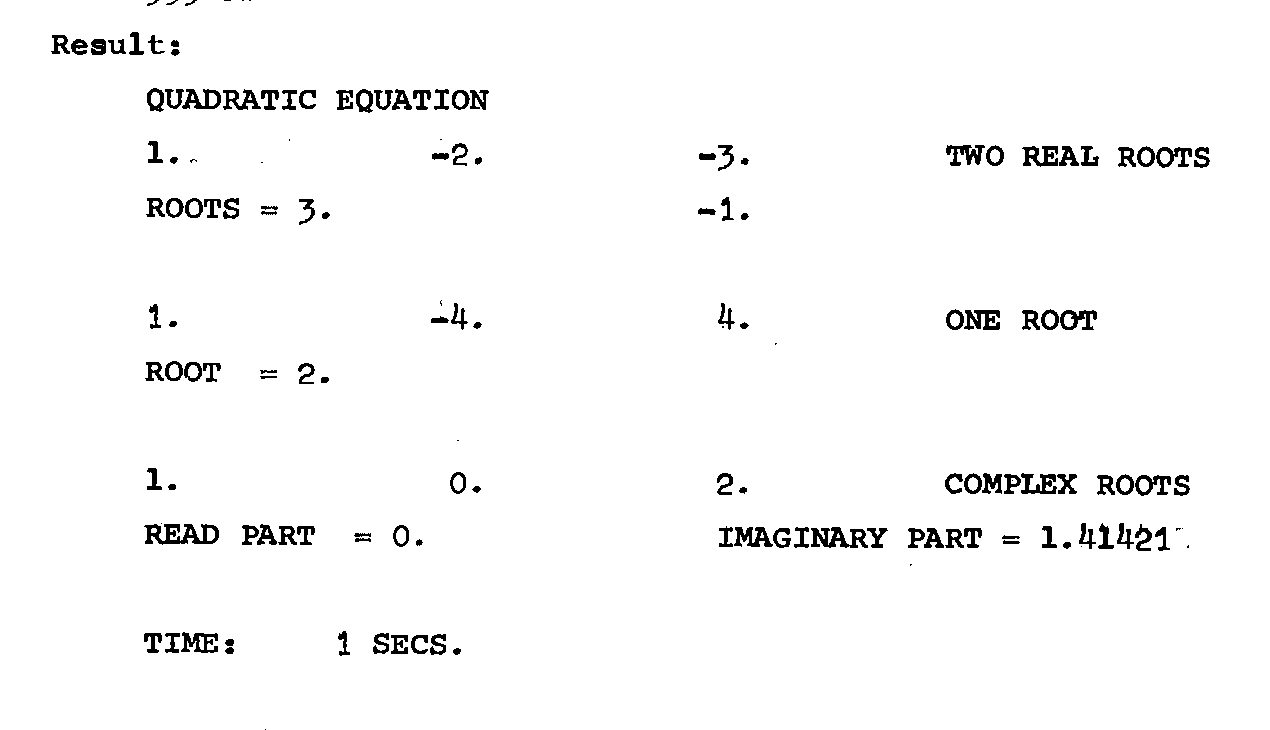 Result:
QUADRATIC EQUATION
1. -2. -3. TWO REAL ROOTS
ROOTS = 3. -1.
1. -4. 4. ONE ROOT
ROOT = 2.
1. 0. 2. COMPLEX ROOTS
READ PART = 0. IMAGINARY PART = 1.41421
TIME: 1 SECS.